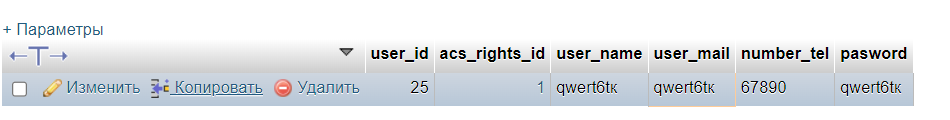 + Параметры
←T→ ▼ user_id acs_rights_id user_name user_mail number_tel pasword
Изменить Копировать Удалить 25 1 qwert6tк qwert6tк 67890 qwert6tк